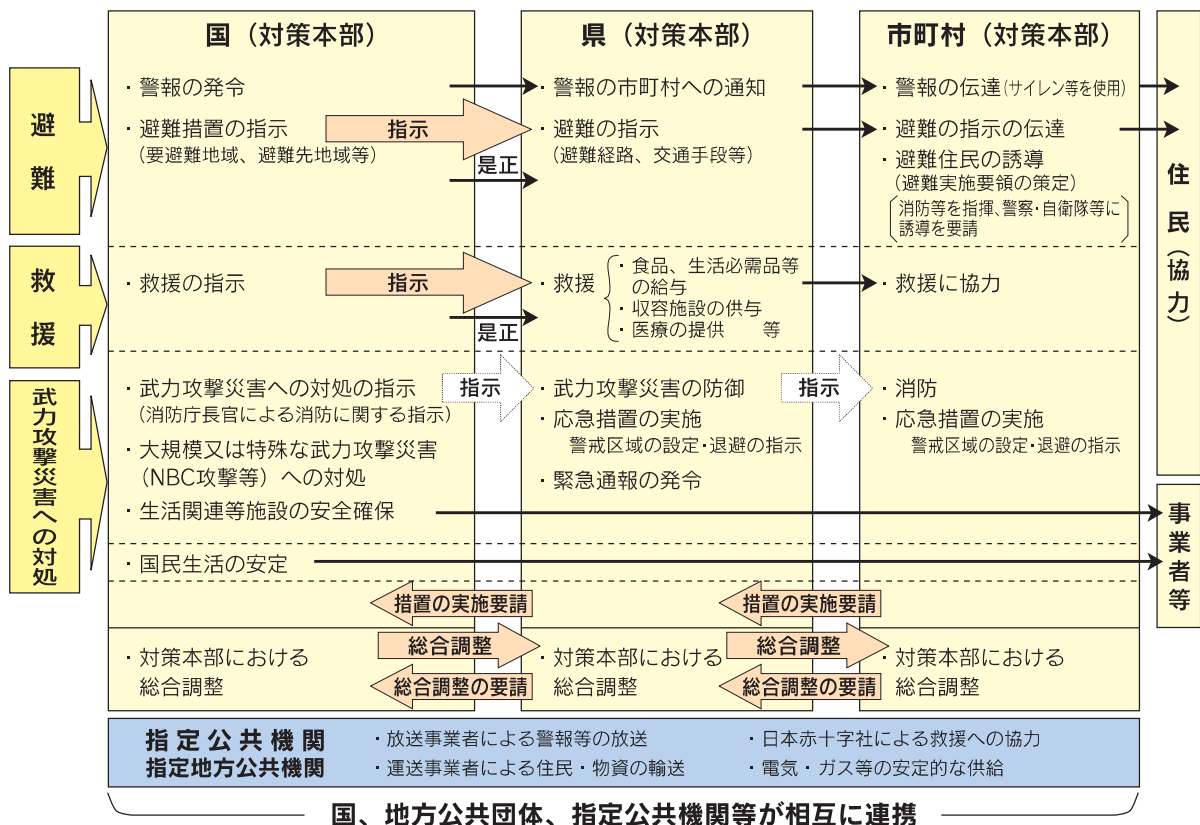 国（対策本部）
県（対策本部）
市町村（対策本部）
避難
・警報の発令
・警報の市町村への通知
・警報の伝達(サイレン等を使用)
・避難措置の指示
（要避難地域、避難先地域等）
指示
・避難の指示
（避難経路、交通手段等）
是正
・避難の指示の伝達
・避難住民の誘導
（避難実施要領の策定）
消防等を指揮、警察・自衛隊等に
誘導を要請
住民（協力）
救援
・救援の指示
指示
是正
・救援
・食品、生活必需品等
の給与
・収容施設の供与
・医療の提供　等
・救援に協力
武力攻撃災害への対処
・武力攻撃災害への対処の指示
（消防庁長官による消防に関する指示）
・大規模又は特殊な武力攻撃災害
（NBC攻撃等）への対処
・生活関連等施設の安全確保
指示
・武力攻撃災害の防御
・応急措置の実施
警戒区域の設定・退避の指示
・緊急通報の発令
指示
・消防
・応急措置の実施
警戒区域の設定・退避の指示
事業者等
・国民生活の安定
措置の実施要請
措置の実施要請
・対策本部における
総合調整
総合調整
総合調整の要請
・対策本部における
総合調整
総合調整
総合調整の要請
・対策本部における
総合調整
指定公共機関
指定地方公共機関
・放送事業者による警報等の放送
・日本赤十字社による救援への協力
・運送事業者による住民・物資の輸送
・電気・ガス等の安定的な供給
国、地方公共団体、指定公共機関等が相互に連携